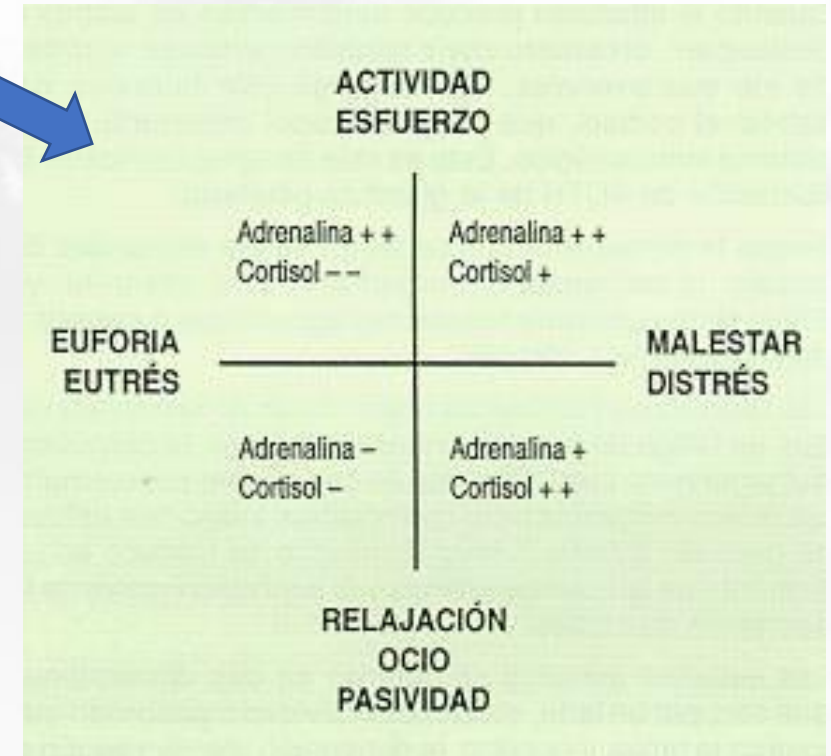 ACTIVIDAD
ESFUERZO
Adrenalina + +
Cortisol – –
Adrenalina + +
Cortisol +
EUFORIA
EUTRÉS
MALESTAR
DISTRÉS
Adrenalina –
Cortisol –
Adrenalina +
Cortisol + +
RELAJACIÓN
OCIO
PASIVIDAD